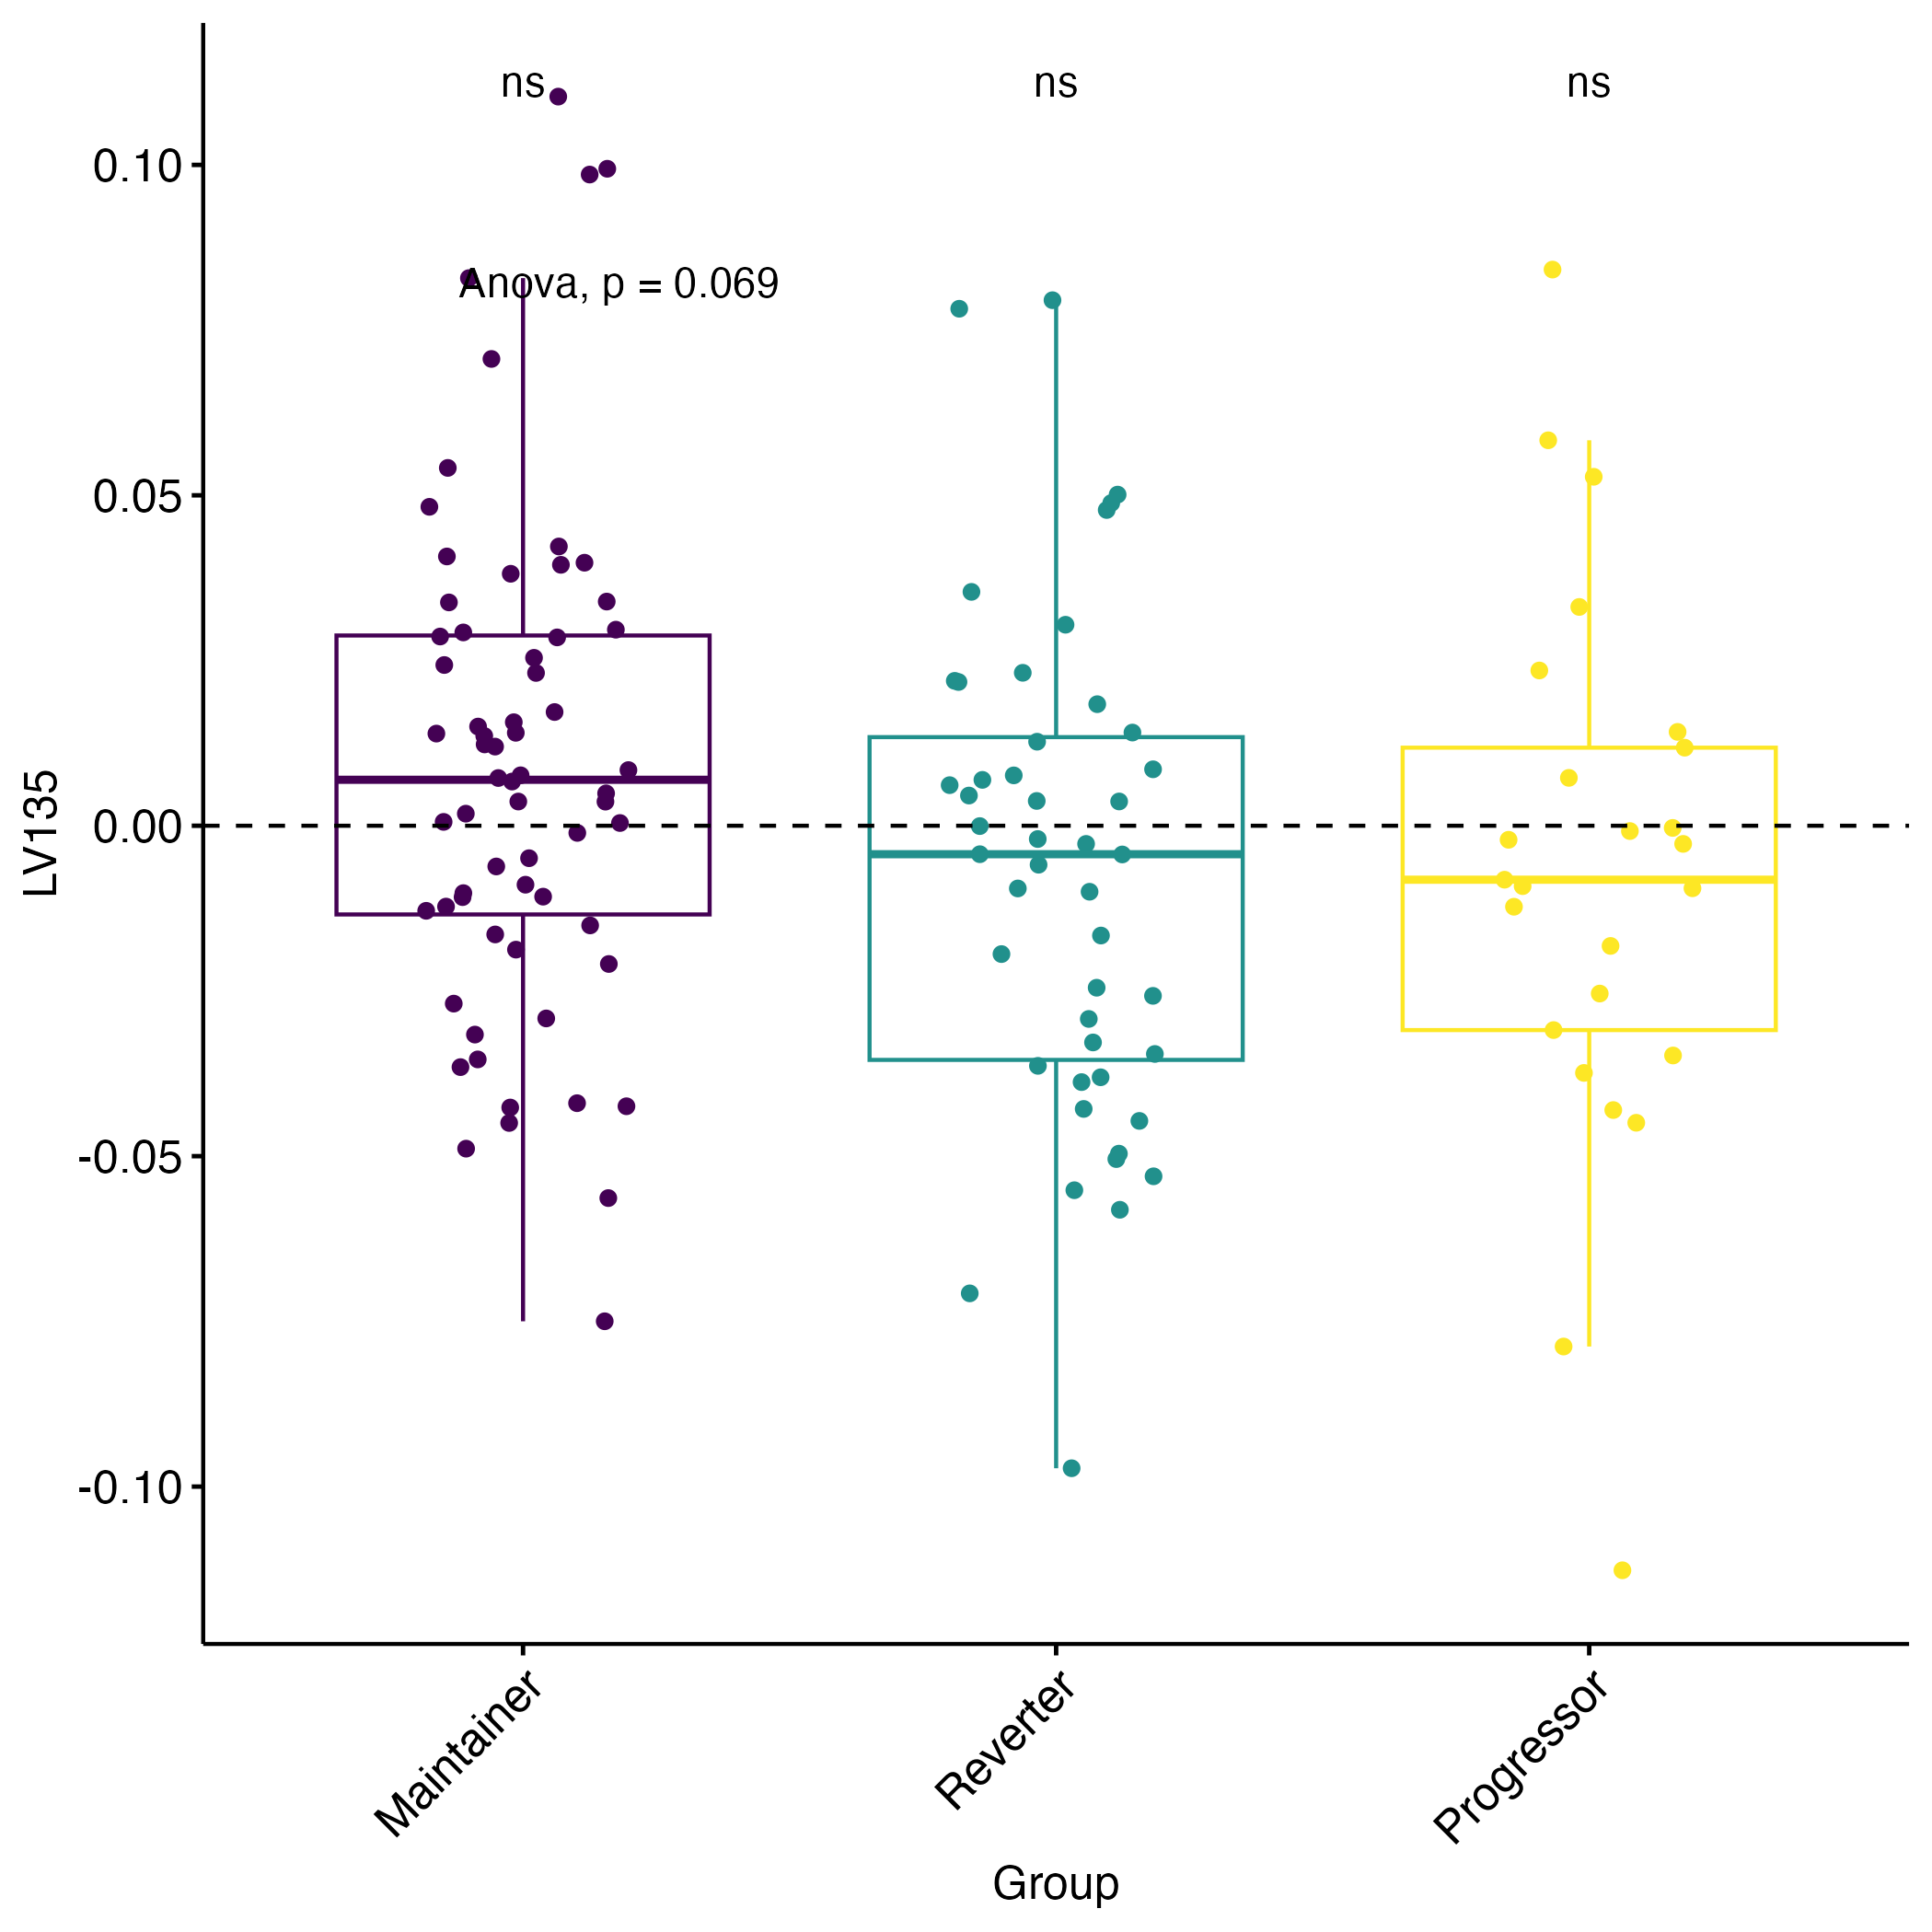 ns ns ns
Anova, p = 0.069
0.10
0.05
0.00
-0.05
-0.10
LV135
Maintainer Reverter Progressor
Group